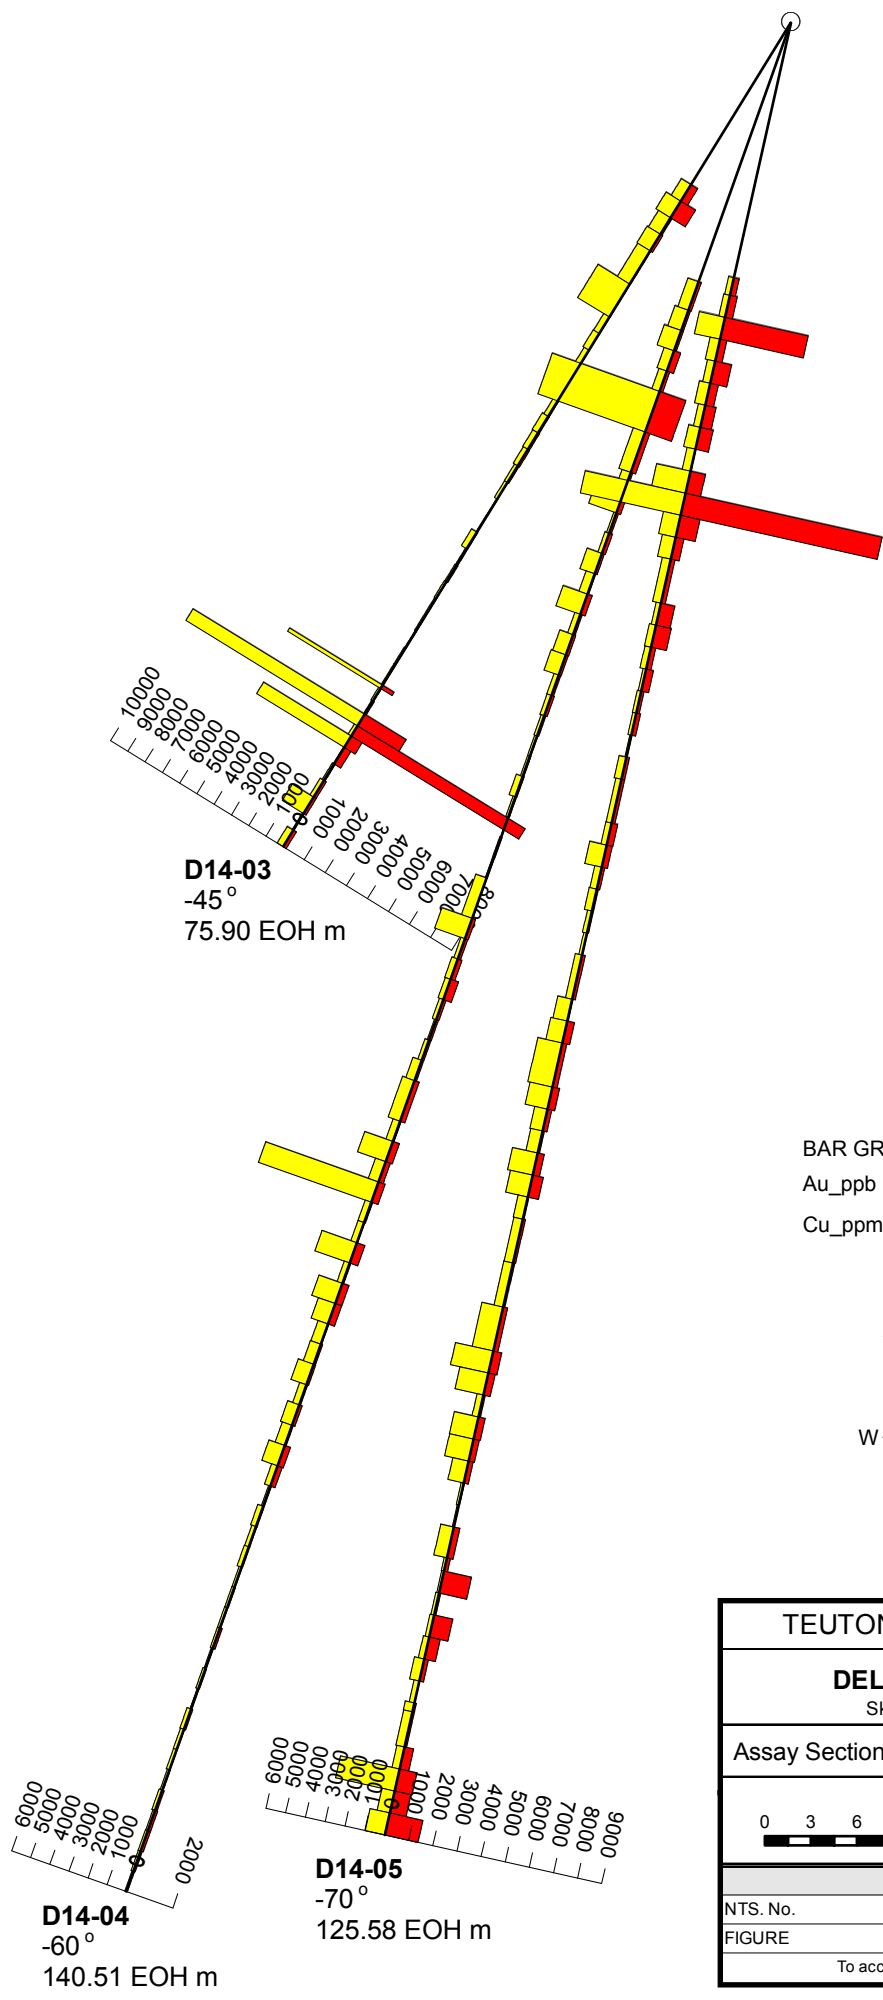 10000
9000
8000
7000
6000
5000
4000
3000
2000
1000
0
1000
2000
3000
4000
5000
6000
7000
D14-03
-45 o
75.90 EOH m
BAR GR
Au_ppb
Cu_ppm
W
TEUTON
DEL
Assay Section
0 3 6
NTS. No.
FIGURE
To acc
6000
5000
4000
3000
2000
1000
0
1000
2000
3000
4000
5000
6000
7000
8000
9000
D14-05
-70 o
125.58 EOH m
6000
5000
4000
3000
2000
1000
0
2000
D14-04
-60 o
140.51 EOH m